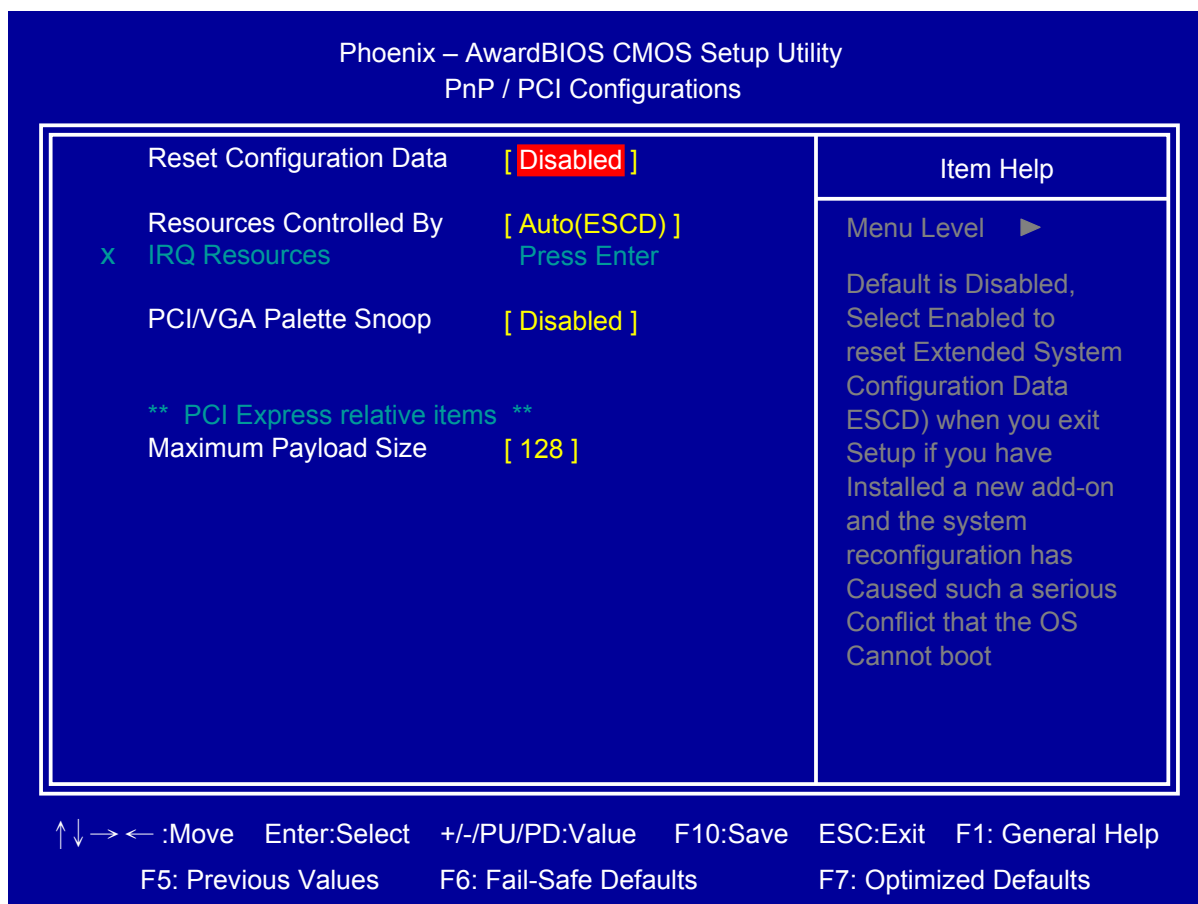 Phoenix – AwardBIOS CMOS Setup Utility
PnP / PCI Configurations
Reset Configuration Data [ Disabled ]
Resources Controlled By [ Auto(ESCD) ]
x IRQ Resources Press Enter
PCI/VGA Palette Snoop [ Disabled ]
** PCI Express relative items **
Maximum Payload Size [ 128 ]
Item Help
Menu Level ►
Default is Disabled,
Select Enabled to
reset Extended System
Configuration Data
ESCD) when you exit
Setup if you have
Installed a new add-on
and the system
reconfiguration has
Caused such a serious
Conflict that the OS
Cannot boot
↑↓→← :Move Enter:Select +/-/PU/PD:Value F10:Save ESC:Exit F1: General Help
F5: Previous Values F6: Fail-Safe Defaults F7: Optimized Defaults